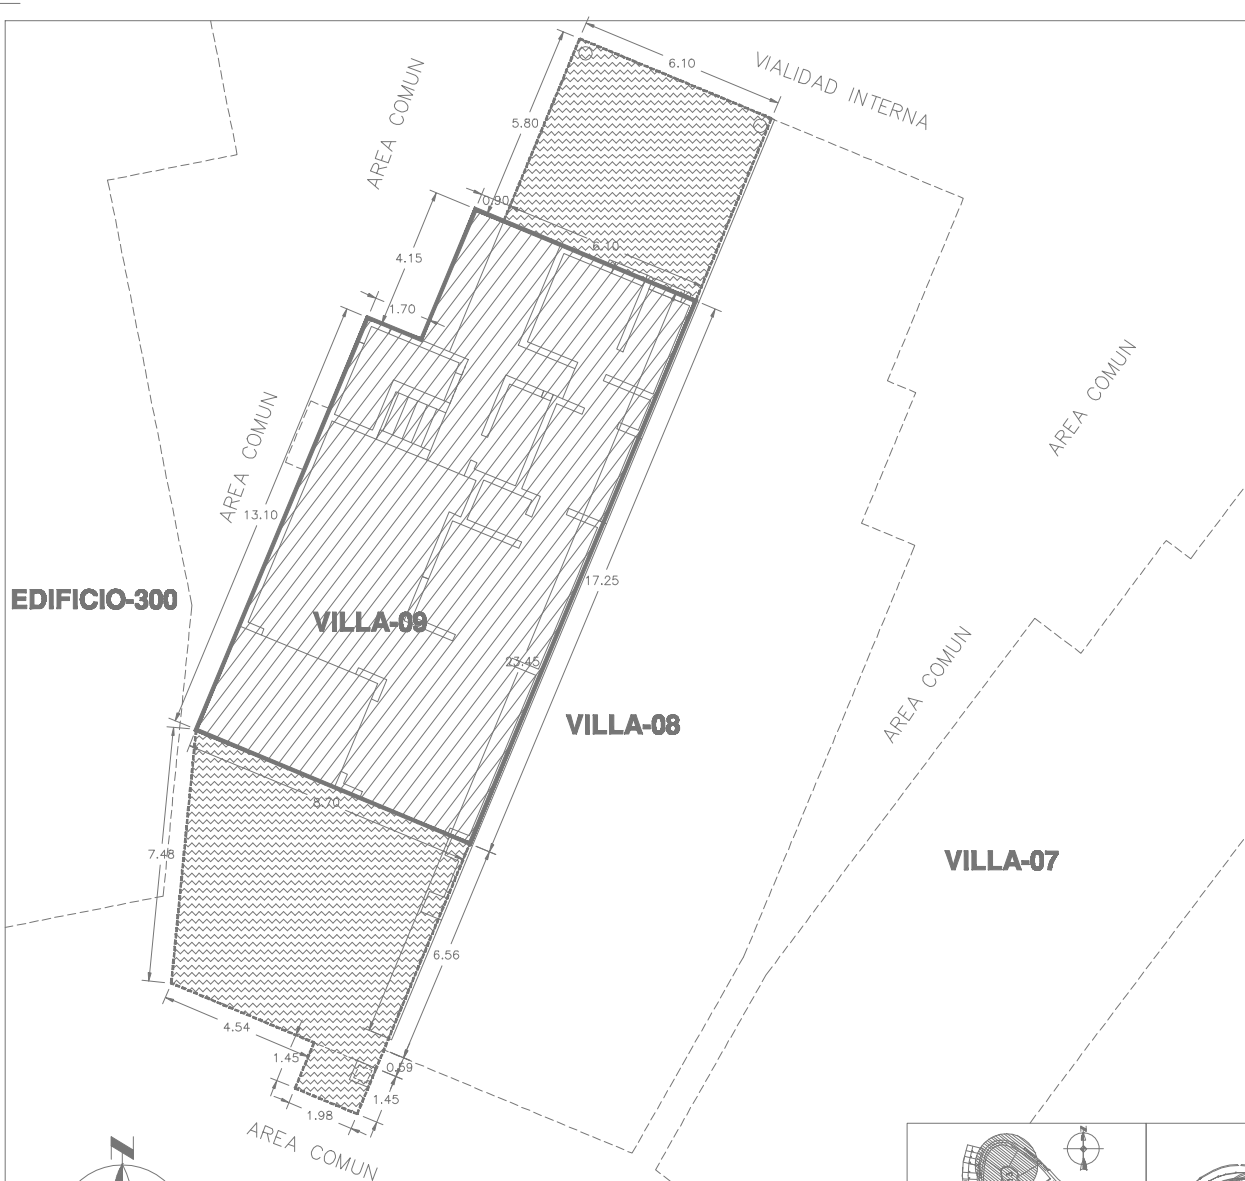 6.10
VIALIDAD INTERNA
AREA COMUN
5.80
0.90
6.10
4.15
1.70
AREA COMUN
AREA COMUN
13.10
17.25
EDIFICIO-300
VILLA-09
23.45
AREA COMUN
VILLA-08
8.70
7.48
VILLA-07
6.56
4.54
1.45
0.59
1.98
1.45
AREA COMUN
N
N